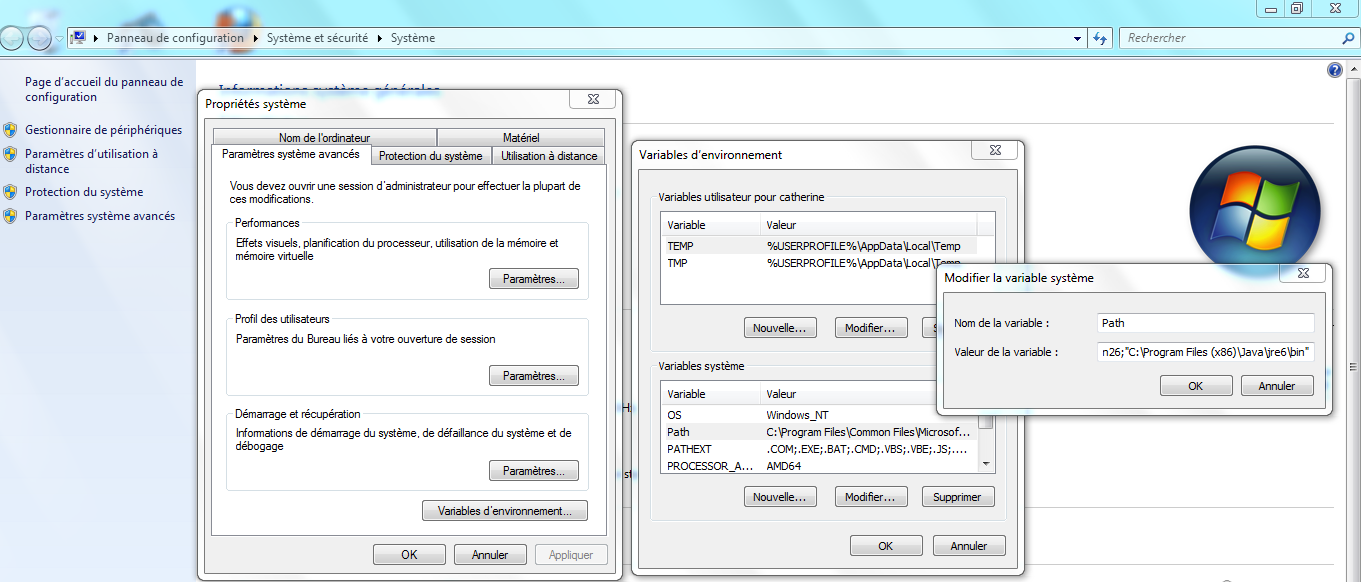 Panneau de configuration
Système et sécurité
Système
Rechercher
Page d'accueil du panneau de
configuration
Gestionnaire de périphériques
Paramètres d'utilisation à
distance
Protection du système
Paramètres système avancés
Informations système générales
Propriétés système
Nom de l'ordinateur
Matériel
Paramètres système avancés
Protection du système
Utilisation à distance
Vous devez ouvrir une session d'administrateur pour effectuer la plupart de
ces modifications.
Performances
Effets visuels, planification du processeur, utilisation de la mémoire et
mémoire virtuelle
Paramètres...
Profil des utilisateurs
Paramètres du Bureau liés à votre ouverture de session
Paramètres...
Démarrage et récupération
Informations de démarrage du système, de défaillance du système et de
débogage
Paramètres...
Variables d'environnement...
OK
Annuler
Appliquer
Variables d'environnement
Variables utilisateur pour catherine
Variable
Valeur
TEMP
%USERPROFILE%\AppData\Local\Temp
TMP
%USERPROFILE%\AppData\Local\Temp
Nouvelle...
Modifier...
Variables système
Variable
Valeur
OS
Windows_NT
Path
C:\Program Files\Common Files\Microsof...
PATHEXT
.COM;.EXE;.BAT;.CMD;.VBS;.VBE;.JS;....
PROCESSOR_A...
AMD64
Nouvelle...
Modifier...
Supprimer
OK
Annuler
Modifier la variable système
Nom de la variable :
Path
Valeur de la variable :
n26;"C:\Program Files (x86)\Java\jre6\bin"
OK
Annuler